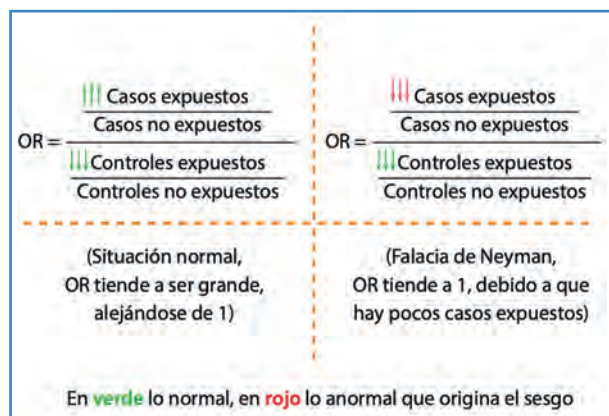 OR =
↑↑↑ Casos expuestos
Casos no expuestos
↓↓↓ Controles expuestos
Controles no expuestos
(Situación normal,
OR tiende a ser grande,
alejándose de 1)
OR =
↓↓↓ Casos expuestos
Casos no expuestos
↓↓↓ Controles expuestos
Controles no expuestos
(Falacia de Neyman,
OR tiende a 1, debido a que
hay pocos casos expuestos)
En verde lo normal, en rojo lo anormal que origina el sesgo